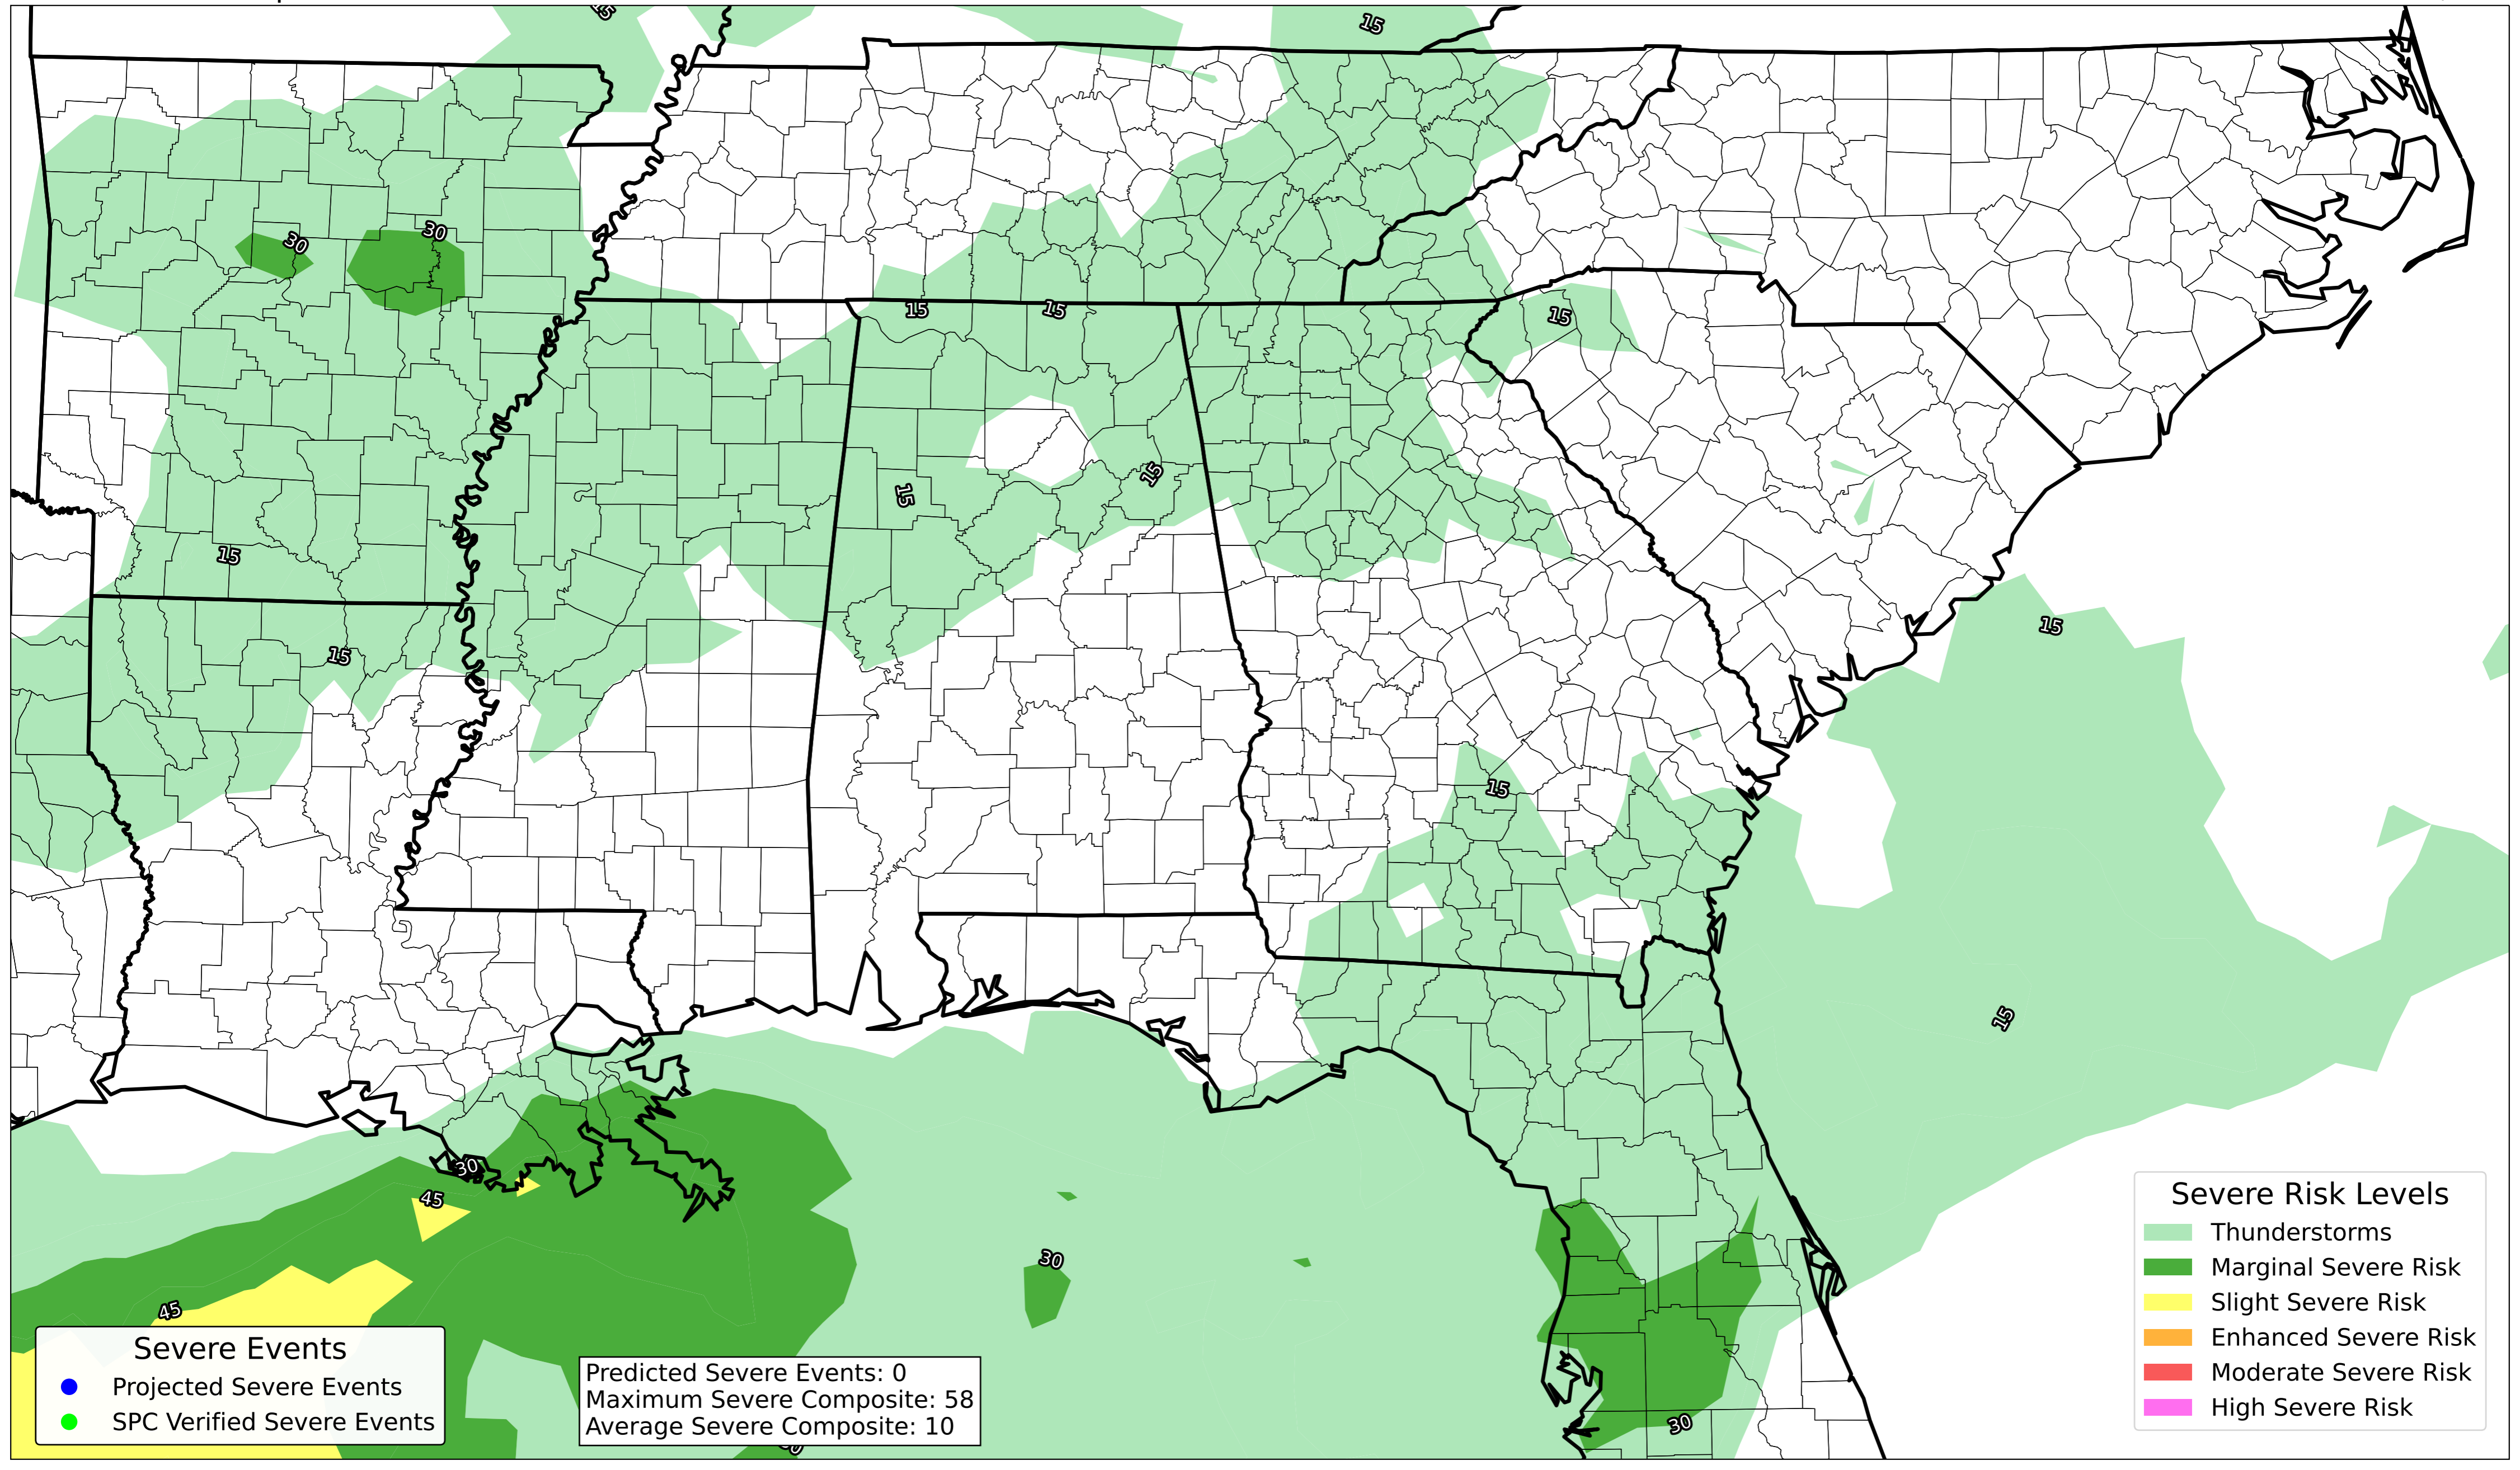 15
15
30
30
15
15
15
15
15
15
15
15
15
15
30
45
30
45
30
Severe Events
Projected Severe Events
SPC Verified Severe Events
Predicted Severe Events: 0
Maximum Severe Composite: 58
Average Severe Composite: 10
Severe Risk Levels
Thunderstorms
Marginal Severe Risk
Slight Severe Risk
Enhanced Severe Risk
Moderate Severe Risk
High Severe Risk